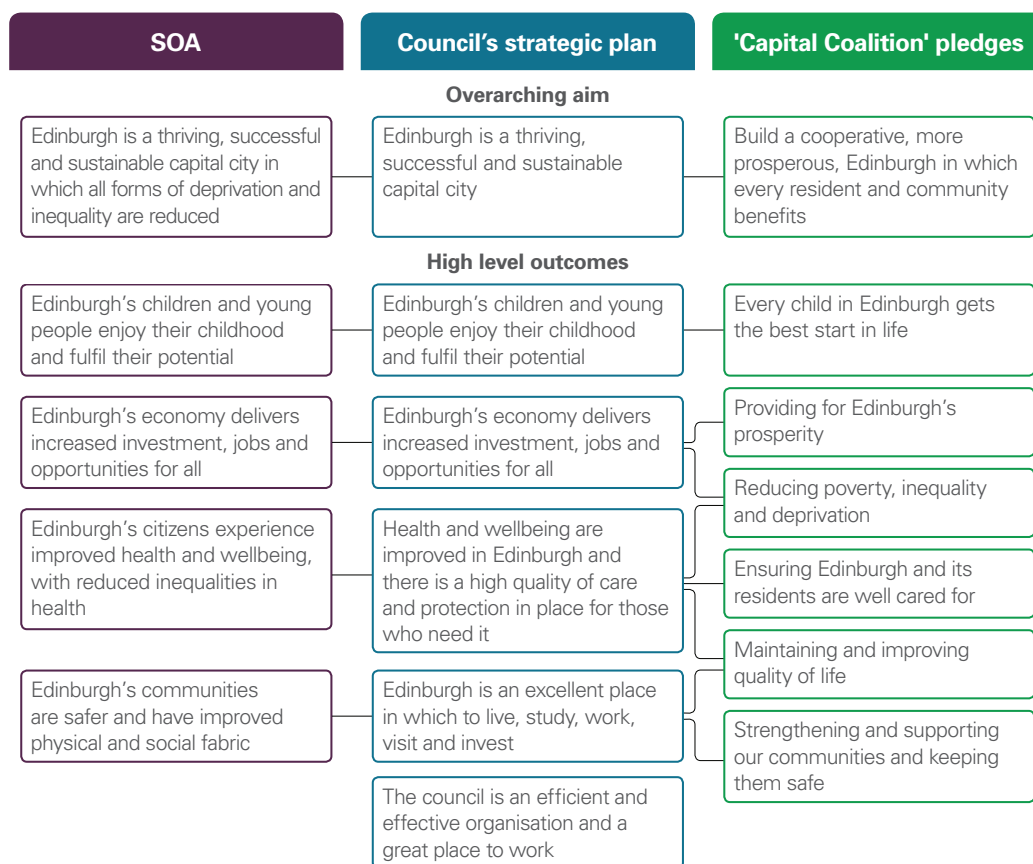 SOA
Council's strategic plan
'Capital Coalition' pledges
Overarching aim
Edinburgh is a thriving, successful
and sustainable capital city in
which all forms of deprivation and
inequality are reduced
Edinburgh is a thriving,
successful and sustainable
capital city
Build a cooperative, more
prosperous, Edinburgh in which
every resident and community
benefits
High level outcomes
Edinburgh's children and young
people enjoy their childhood
and fulfil their potential
Edinburgh's children and young
people enjoy their childhood
and fulfil their potential
Every child in Edinburgh gets
the best start in life
Edinburgh's economy delivers
increased investment, jobs and
opportunities for all
Edinburgh's economy delivers
increased investment, jobs and
opportunities for all
Providing for Edinburgh's
prosperity
Reducing poverty, inequality
and deprivation
Edinburgh's citizens experience
improved health and wellbeing,
with reduced inequalities in
health
Health and wellbeing are
improved in Edinburgh and
there is a high quality of care
and protection in place for those
who need it
Ensuring Edinburgh and its
residents are well cared for
Maintaining and improving
quality of life
Edinburgh's communities
are safer and have improved
physical and social fabric
Edinburgh is an excellent place
in which to live, study, work,
visit and invest
Strengthening and supporting
our communities and keeping
them safe
The council is an efficient and
effective organisation and a
great place to work